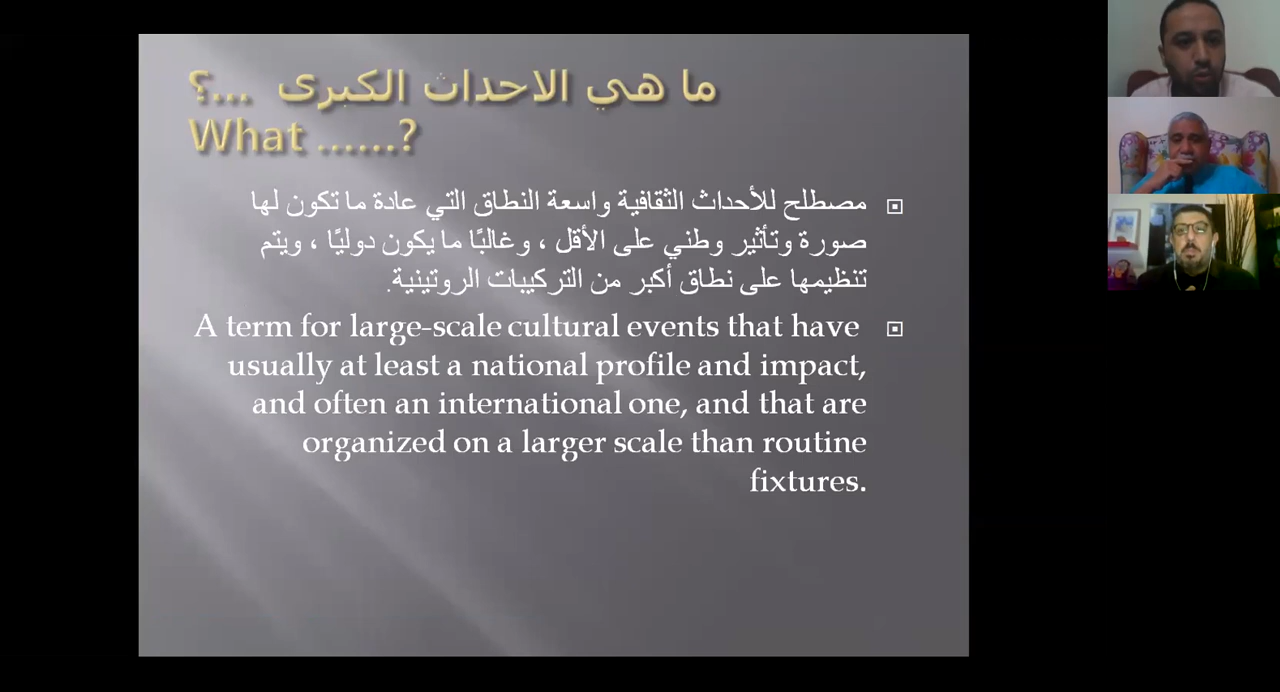 ما هي الاحداث الكبرى ...؟
What ......?
مصطلح للأحداث الثقافية واسعة النطاق التي عادة ما تكون لها
صورة وتأثير وطني على الأقل ، وغالبًا ما يكون دوليًا ، ويتم
تنظيمها على نطاق أكبر من التركيبات الروتينية.
A term for large-scale cultural events that have
usually at least a national profile and impact,
and often an international one, and that are
organized on a larger scale than routine
fixtures.